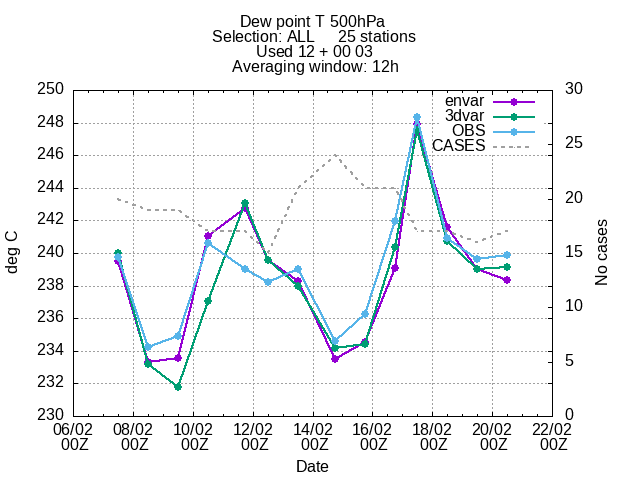 Dew point T 500hPa
Selection: ALL     25 stations
Used 12 + 00 03
Averaging window: 12h
250
248
246
244
242
240
238
236
234
232
230
30
25
20
15
10
5
0
envar
3dvar
OBS
CASES
deg C
No cases
06/02 08/02 10/02 12/02 14/02 16/02 18/02 20/02 22/02
00Z 00Z 00Z 00Z 00Z 00Z 00Z 00Z 00Z
Date